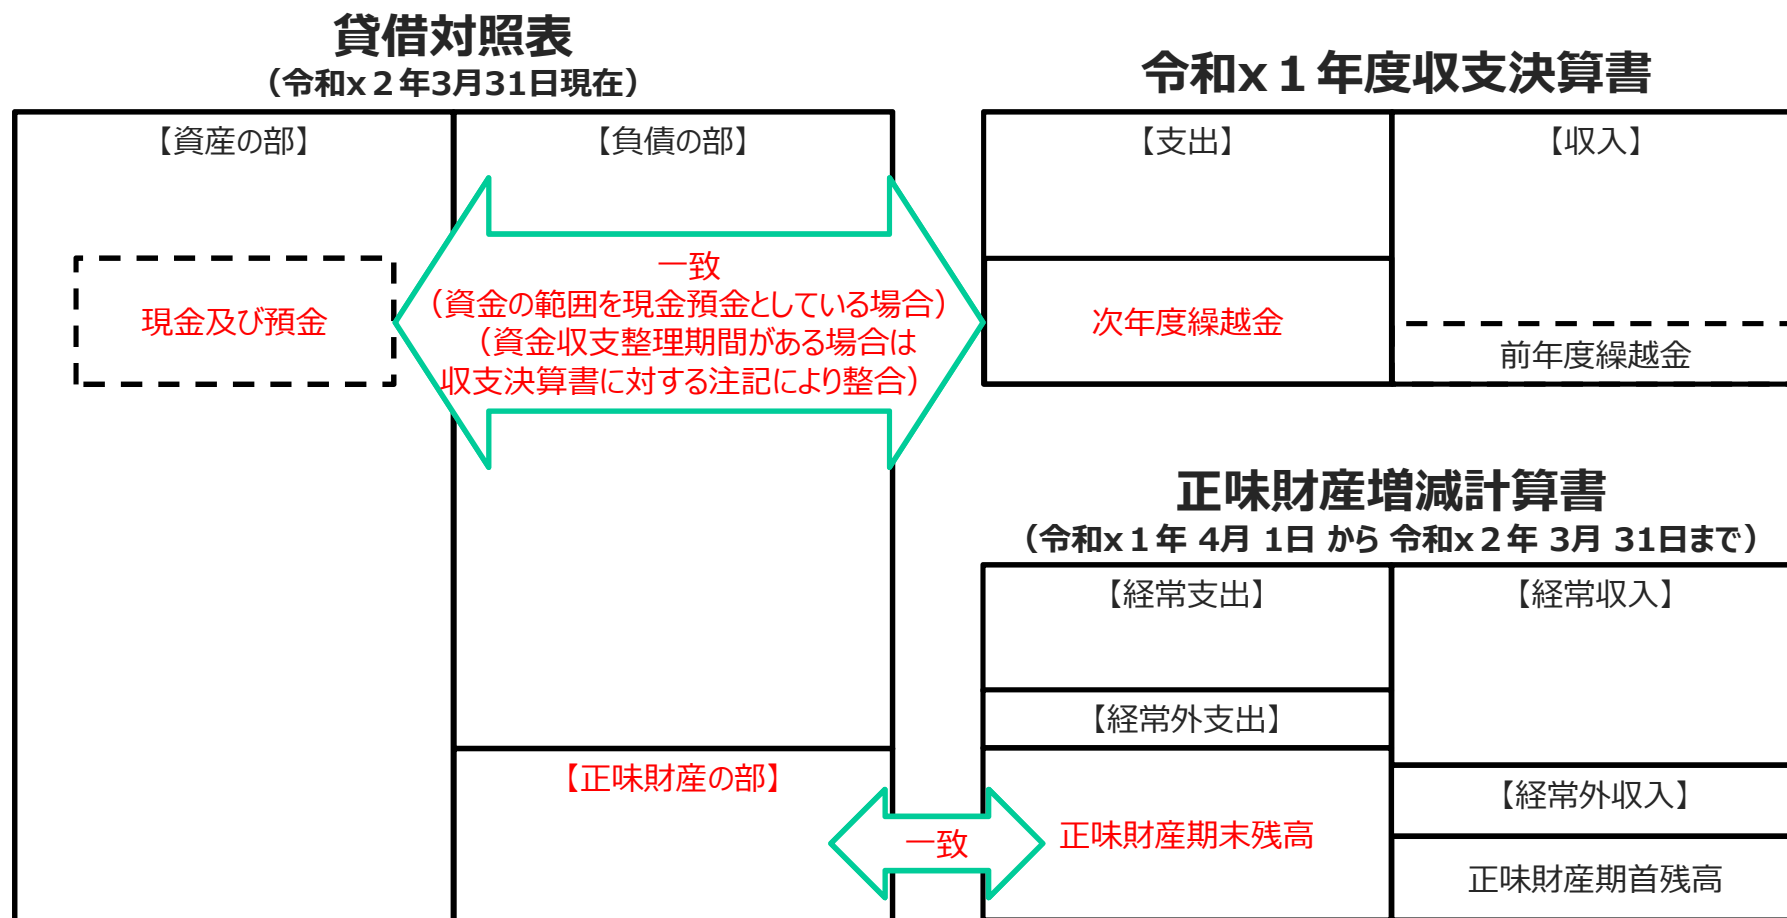 貸借対照表
（令和x２年3月31日現在）
【資産の部】
【負債の部】
現金及び預金
一致
（資金の範囲を現金預金としている場合）
（資金収支整理期間がある場合は
収支決算書に対する注記により整合）
【正味財産の部】
一致
令和x１年度収支決算書
【支出】
【収入】
次年度繰越金
前年度繰越金
正味財産増減計算書
（令和x１年 4月 1日 から 令和x２年 3月 31日まで）
【経常支出】
【経常収入】
【経常外支出】
【経常外収入】
正味財産期末残高
正味財産期首残高